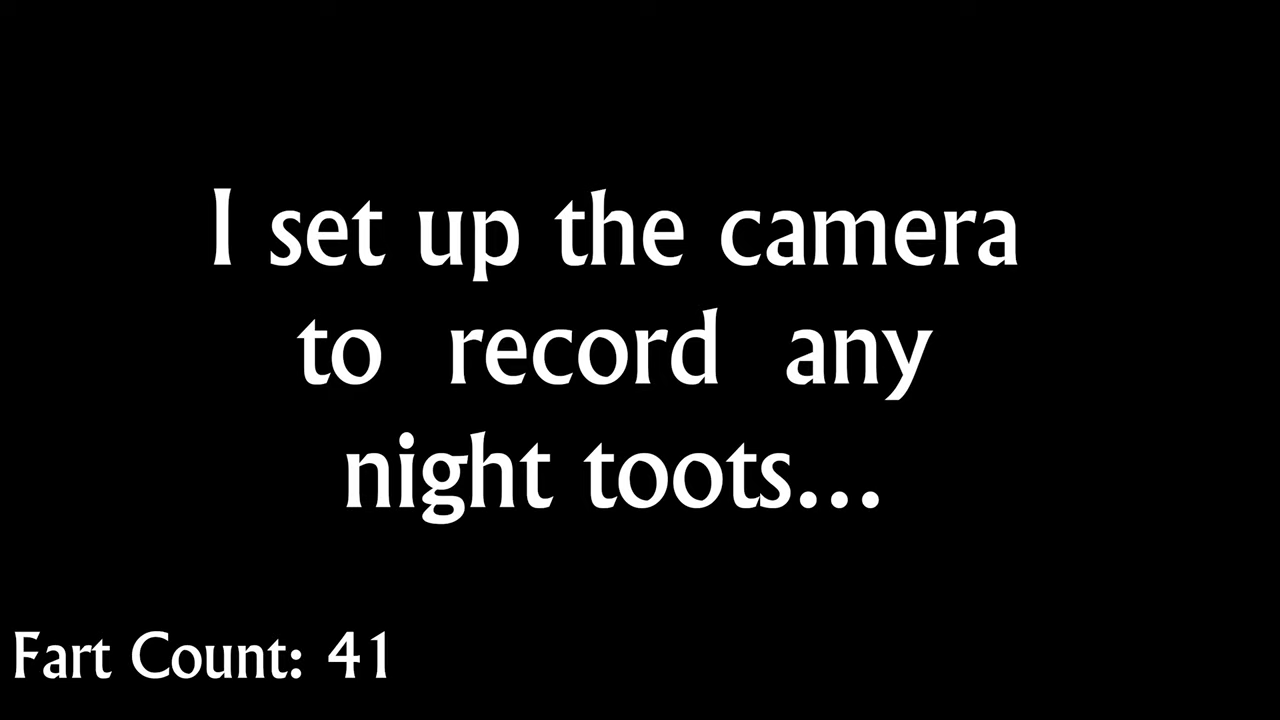 I set up the camera
to record any
night toots...
Fart Count: 41